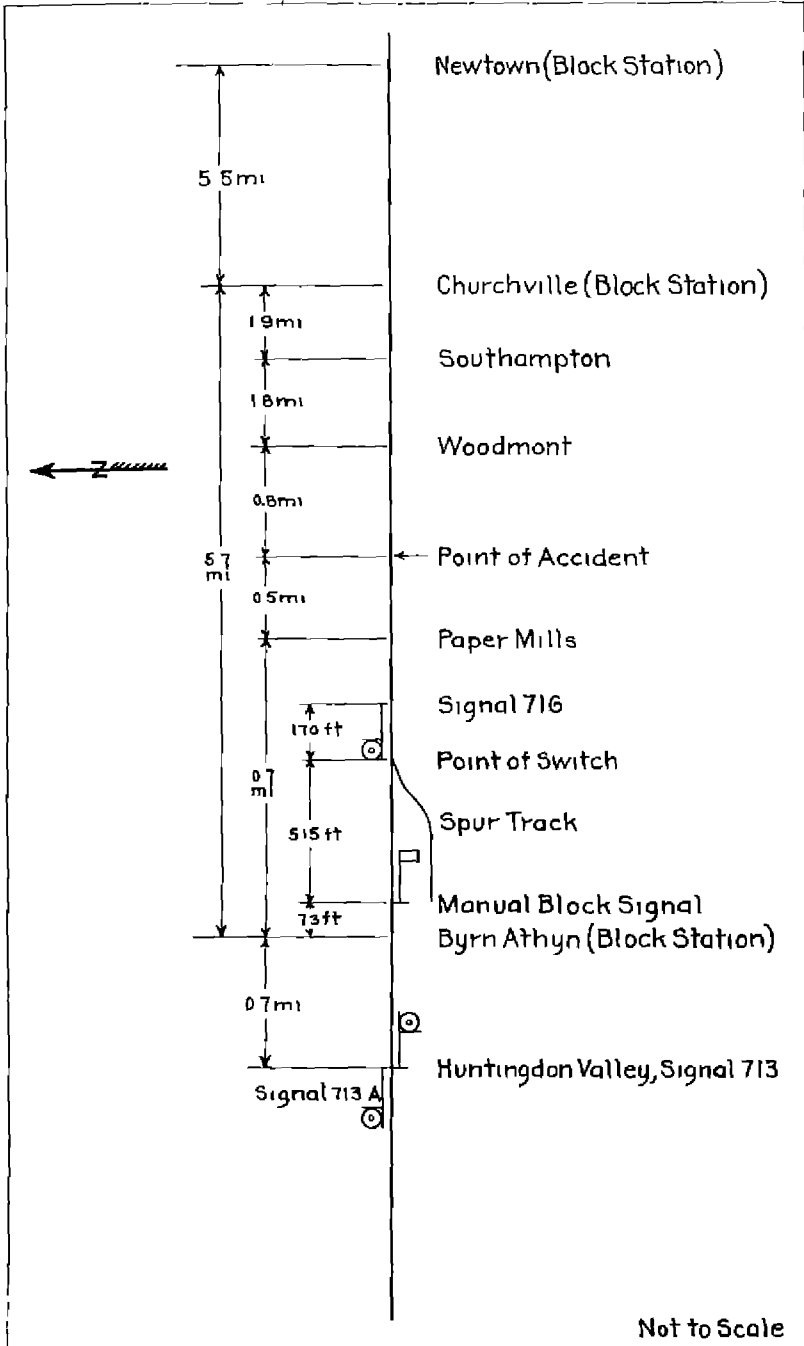 Newtown (Block Station)
5 5 mi
Churchville (Block Station)
1 9 mi
Southampton
1 8 mi
Woodmont
Z
0.8 mi
Point of Accident
5 7
mi
0 5 mi
Paper Mills
Signal 716
170 ft
Point of Switch
0 7
mi
Spur Track
515 ft
Manual Block Signal
73 ft
Byrn Athyn (Block Station)
0 7 mi
Huntingdon Valley, Signal 713
Signal 713 A
Not to Scale